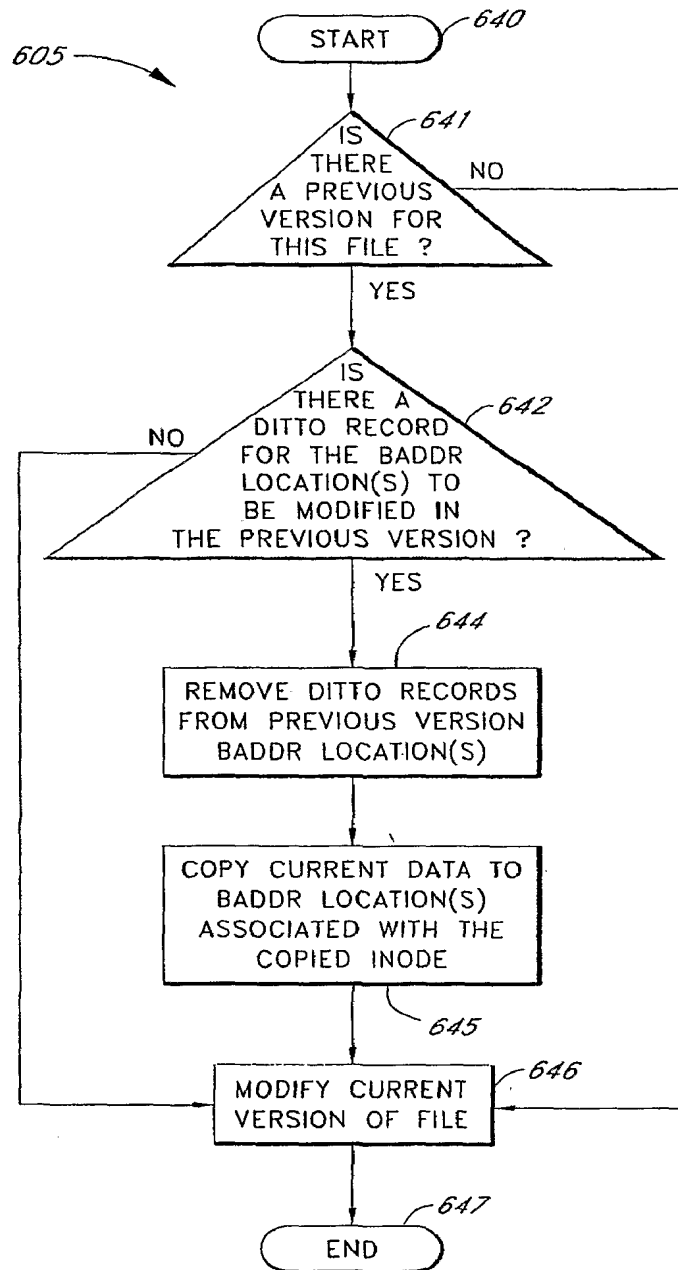 605
START
640
IS
THERE
A PREVIOUS
VERSION FOR
THIS FILE ?
641
NO
YES
IS
THERE A
DITTO RECORD
FOR THE BADDR
LOCATION(S) TO
BE MODIFIED IN
THE PREVIOUS VERSION ?
642
NO
YES
644
REMOVE DITTO RECORDS
FROM PREVIOUS VERSION
BADDR LOCATION(S)
COPY CURRENT DATA TO
BADDR LOCATION(S)
ASSOCIATED WITH THE
COPIED INODE
645
MODIFY CURRENT
VERSION OF FILE
646
END
647